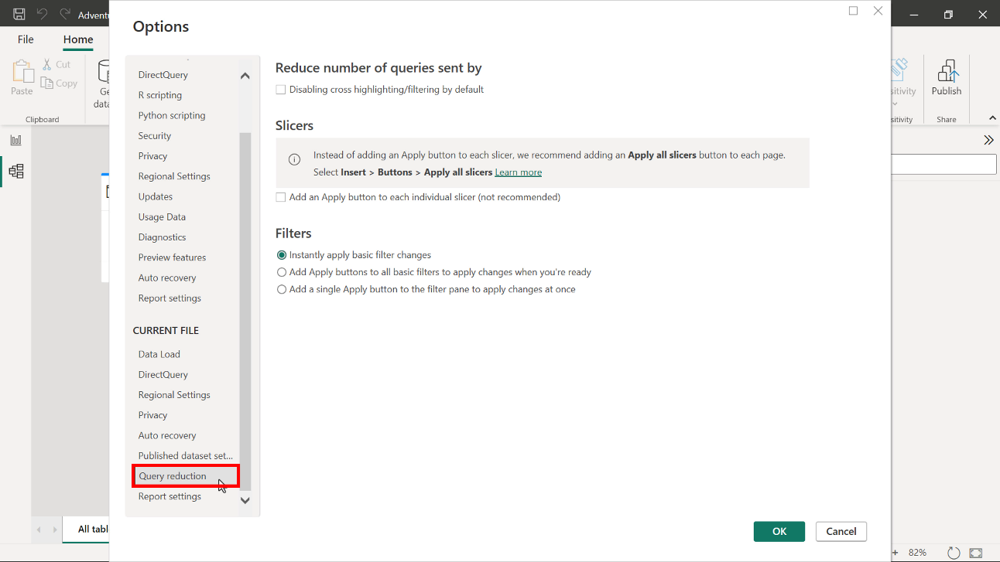 Adventu
File
Home
Paste
Cut
Copy
Clipboard
Ge
data
Options
DirectQuery
R scripting
Python scripting
Security
Privacy
Regional Settings
Updates
Usage Data
Diagnostics
Preview features
Auto recovery
Report settings
CURRENT FILE
Data Load
DirectQuery
Regional Settings
Privacy
Auto recovery
Published dataset set...
Query reduction
Report settings
Reduce number of queries sent by
Disabling cross highlighting/filtering by default
Slicers
Instead of adding an Apply button to each slicer, we recommend adding an Apply all slicers button to each page.
Select Insert > Buttons > Apply all slicers Learn more
Add an Apply button to each individual slicer (not recommended)
Filters
Instantly apply basic filter changes
Add Apply buttons to all basic filters to apply changes when you're ready
Add a single Apply button to the filter pane to apply changes at once
OK
Cancel
sitivity
sitivity
Publish
Share
All tabl
+ 82%